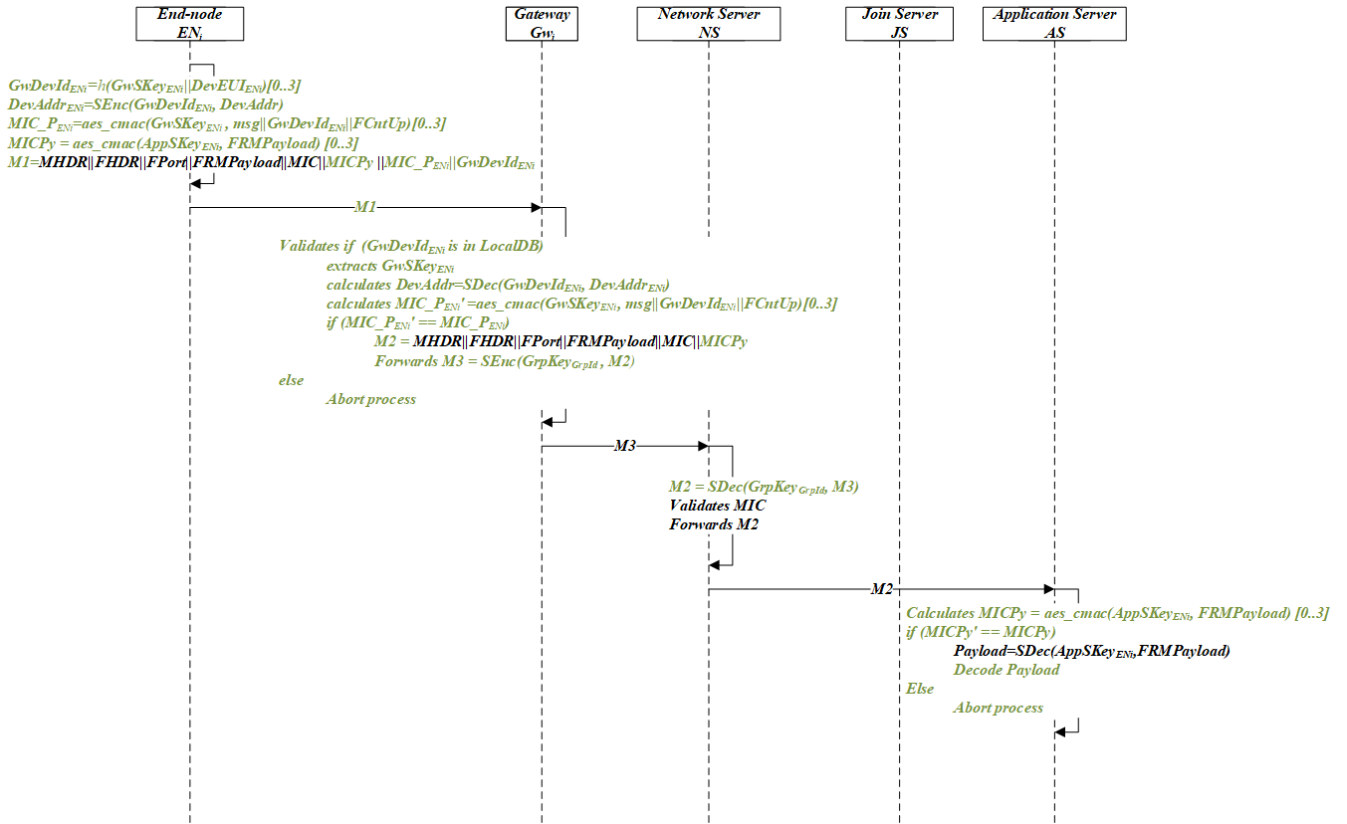 End-node
ENi
Gateway
Gwi
Network Server
NS
Join Server
JS
Application Server
AS
GwDevIdENi=h(GwSKeyENi||DevEUIENi)[0..3]
DevAddrENi=SEnc(GwDevIdENi, DevAddr)
MIC_PENi=aes_cmac(GwSKeyENi , msg||GwDevIdENi||FCntUp)[0..3]
MICPy = aes_cmac(AppSKeyENi, FRMPayload) [0..3]
M1=MHDR||FHDR||FPort||FRMPayload||MIC||MICPy ||MIC_PENi||GwDevIdENi
M1
Validates if (GwDevIdENi is in LocalDB)
extracts GwSKeyENi
calculates DevAddr=SDec(GwDevIdENi, DevAddrENi)
calculates MIC_PENi'=aes_cmac(GwSKeyENi, msg||GwDevIdENi||FCntUp)[0..3]
if (MIC_PENi' == MIC_PENi)
M2 = MHDR||FHDR||FPort||FRMPayload||MIC||MICPy
Forwards M3 = SEnc(GrpKeyGrpId , M2)
else
Abort process
M3
M2 = SDec(GrpKeyGrpId, M3)
Validates MIC
Forwards M2
M2
Calculates MICPy = aes_cmac(AppSKeyENi, FRMPayload) [0..3]
if (MICPy' == MICPy)
Payload=SDec(AppSKeyENi,FRMPayload)
Decode Payload
Else
Abort process